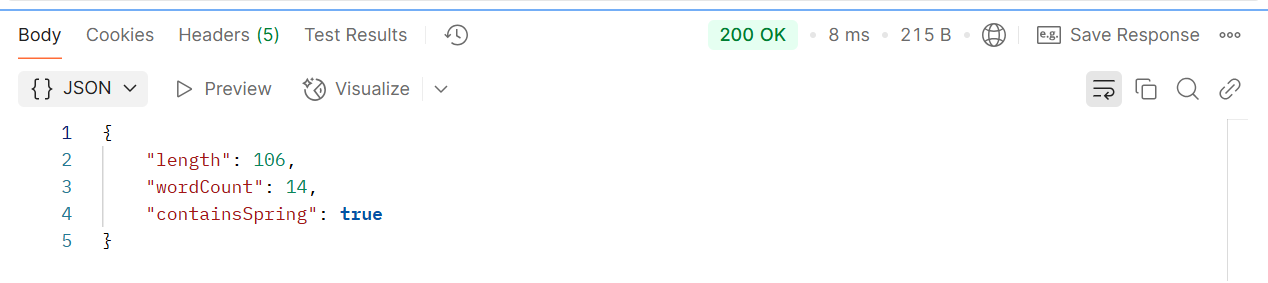 Body Cookies Headers (5) Test Results 200 OK • 8 ms • 215 B • e.g. Save Response
{} JSON Preview Visualize
1 {
2 "length": 106,
3 "wordCount": 14,
4 "containsSpring": true
5 }